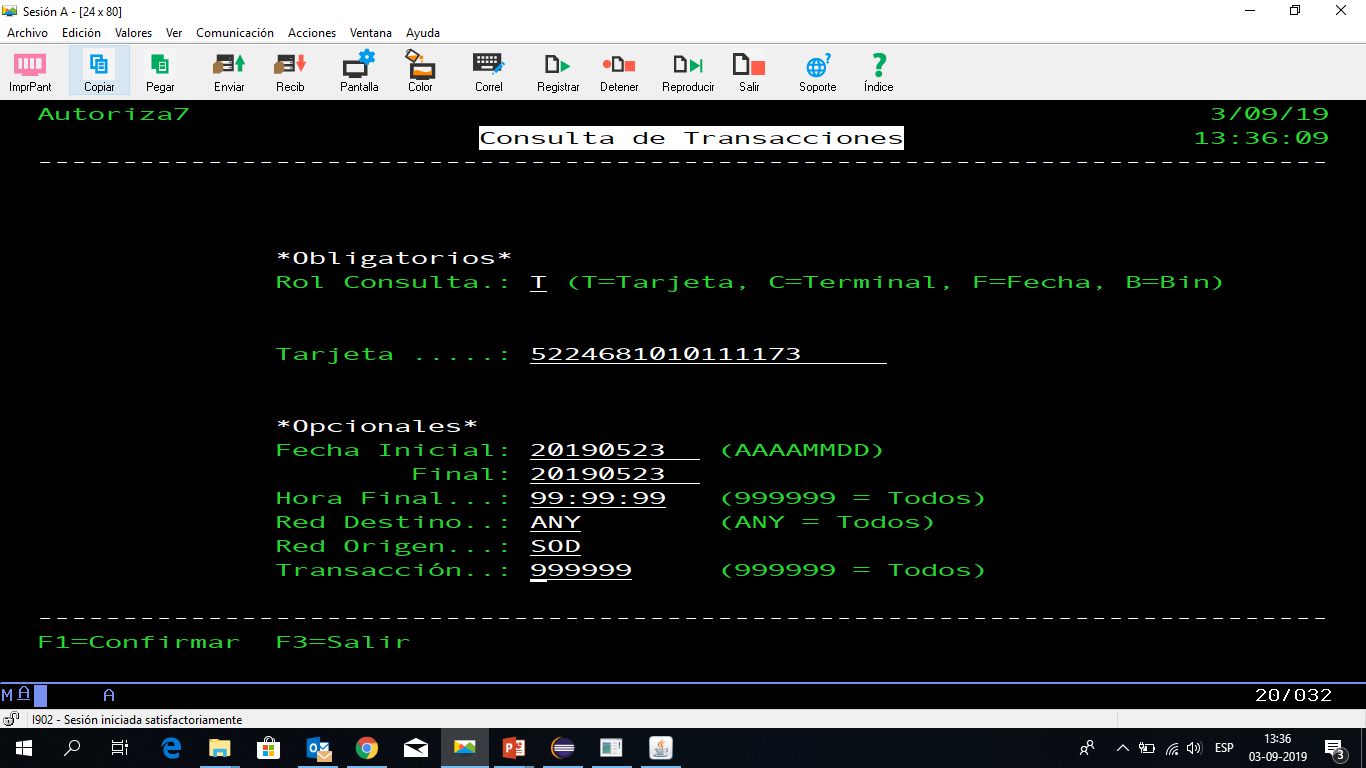 Sesión A - [24 x 80]
Archivo Edición Valores Ver Comunicación Acciones Ventana Ayuda
ImprPant Copiar Pegar Enviar Recib Pantalla Color Correl Registrar Detener Reproducir Salir Soporte Índice
Autoriza7 3/09/19
Consulta de Transacciones 13:36:09
*Obligatorios*
Rol Consulta.: T (T=Tarjeta, C=Terminal, F=Fecha, B=Bin)
Tarjeta .....: 5224681010111173
*Opcionales*
Fecha Inicial: 20190523 (AAAAMMDD)
Final: 20190523
Hora Final...: 99:99:99 (999999 = Todos)
Red Destino..: ANY (ANY = Todos)
Red Origen...: SOD
Transacción..: 999999 (999999 = Todos)
F1=Confirmar F3=Salir
MA A 20/032
I902 - Sesión iniciada satisfactoriamente
ESP 13:36
03-09-2019 3